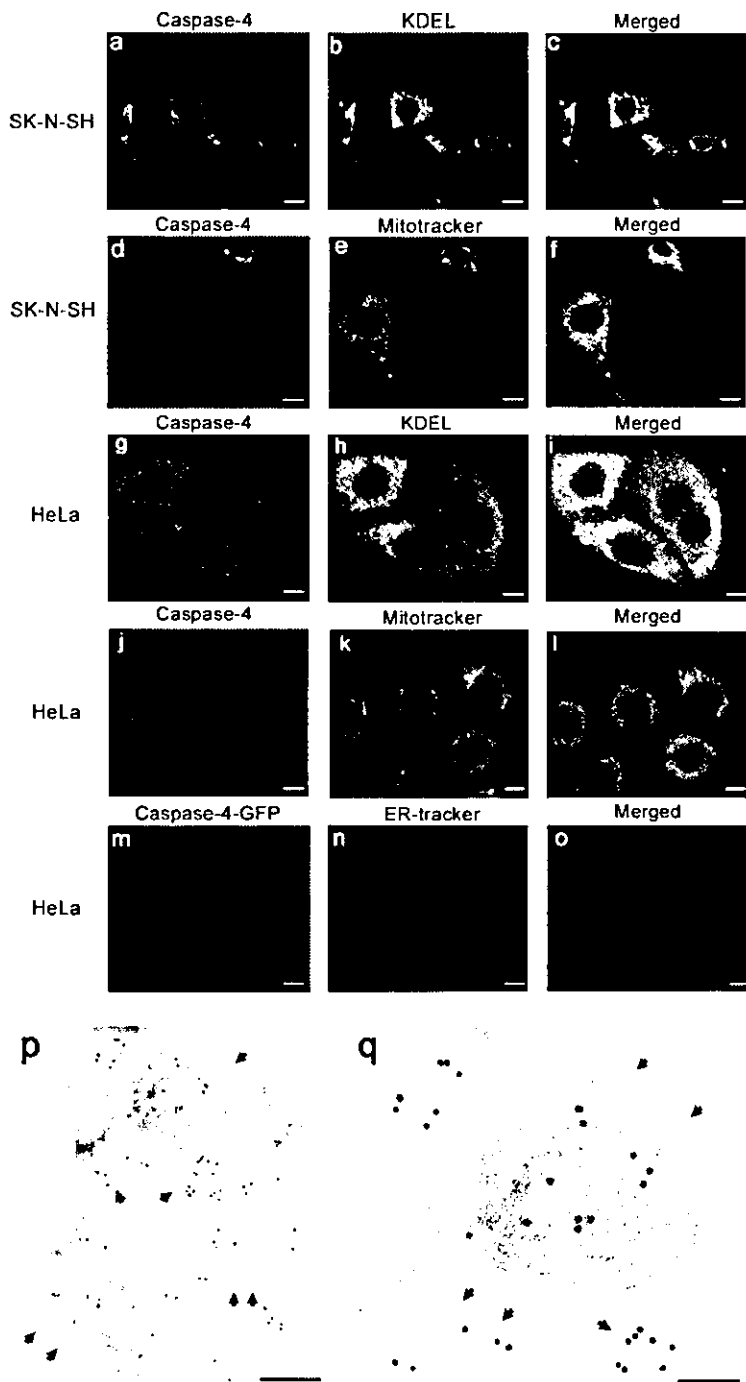 Caspase-4 KDEL Merged
SK-N-SH a b c
Caspase-4 Mitotracker Merged
SK-N-SH d e f
Caspase-4 KDEL Merged
HeLa g h i
Caspase-4 Mitotracker Merged
HeLa j k l
Caspase-4-GFP ER-tracker Merged
HeLa m n o
p q